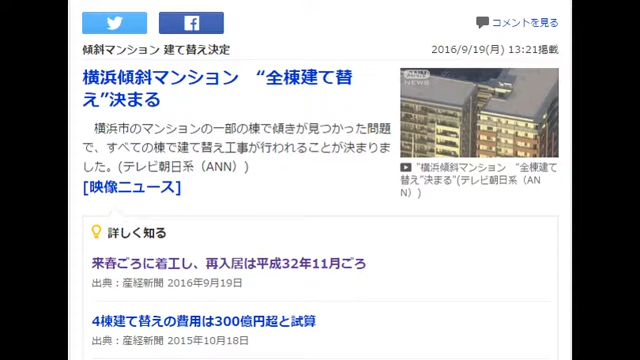 コメントを見る
傾斜マンション 建て替え決定
2016/9/19(月) 13:21掲載
横浜傾斜マンション “全棟建て替
え”決まる
横浜市のマンションの一部の棟で傾きが見つかった問題
で、すべての棟で建て替え工事が行われることが決まりま
した。(テレビ朝日系（ANN）)
[映像ニュース]
ANN
"横浜傾斜マンション “全棟建て
替え”決まる"(テレビ朝日系（AN
N）)
詳しく知る
来春ごろに着工し、再入居は平成32年11月ごろ
出典：産経新聞 2016年9月19日
4棟建て替えの費用は300億円超と試算
出典：産経新聞 2015年10月18日